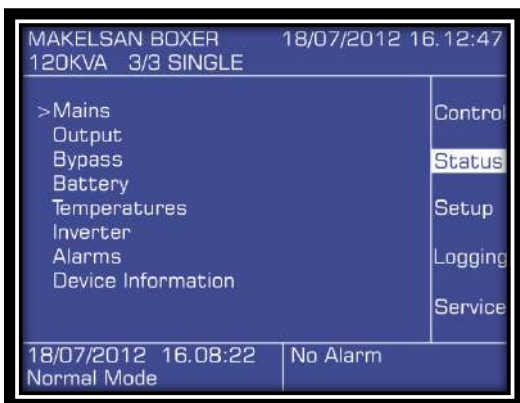 MAKELSAN BOXER 18/07/2012 16.12:47
120KVA 3/3 SINGLE
>Mains
Output
Bypass
Battery
Temperatures
Inverter
Alarms
Device Information
Control
Status
Setup
Logging
Service
18/07/2012 16.08:22 No Alarm
Normal Mode